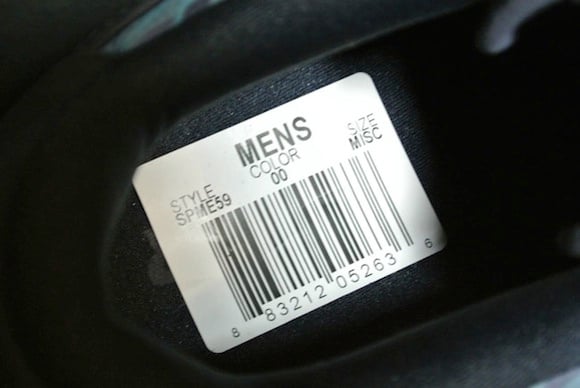 MENS
STYLE COLOR SIZE
SPME59 00 MISC
8 83212 05263 6